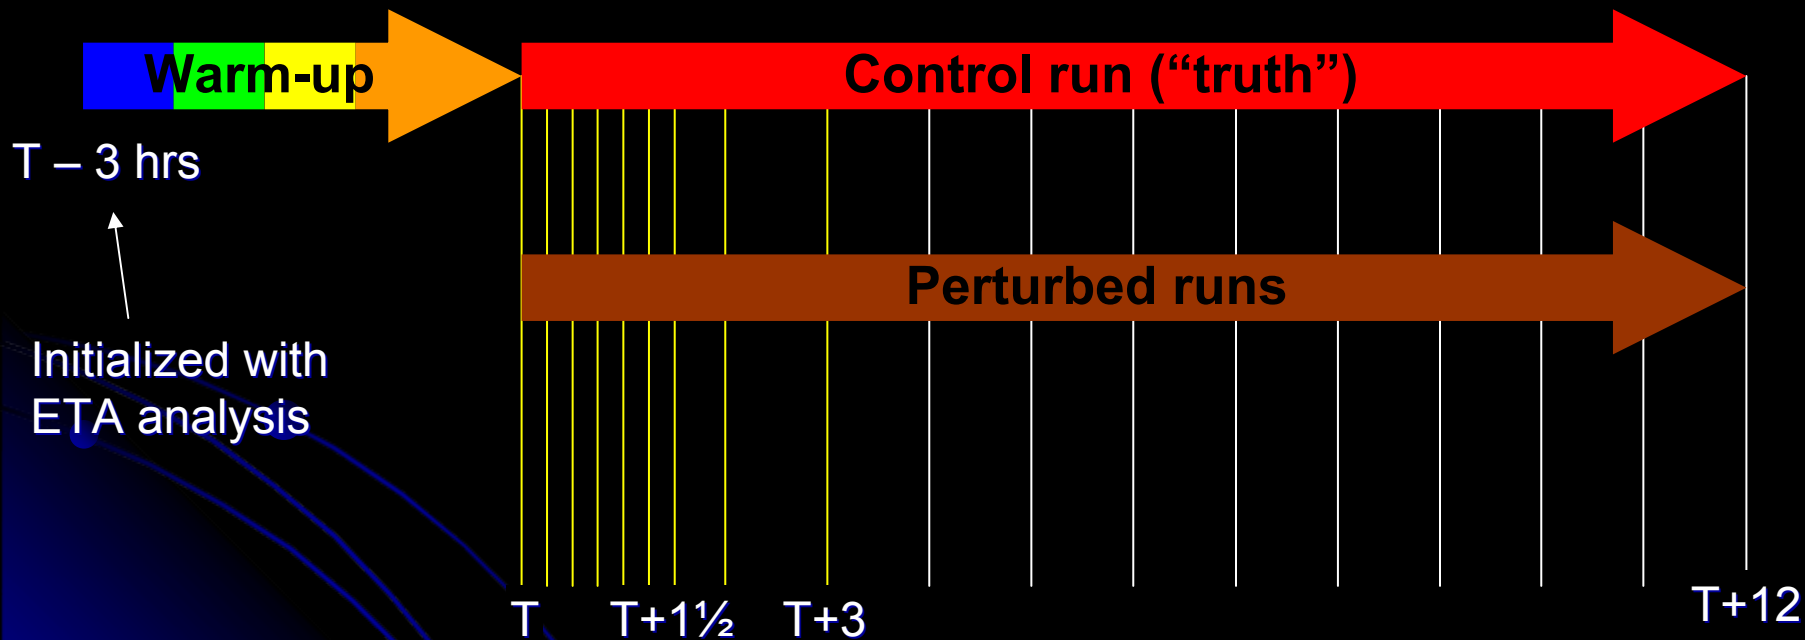 Warm-up
Control run (“truth”)
T – 3 hrs
Perturbed runs
Initialized with
ETA analysis
T
T+1½
T+3
T+12